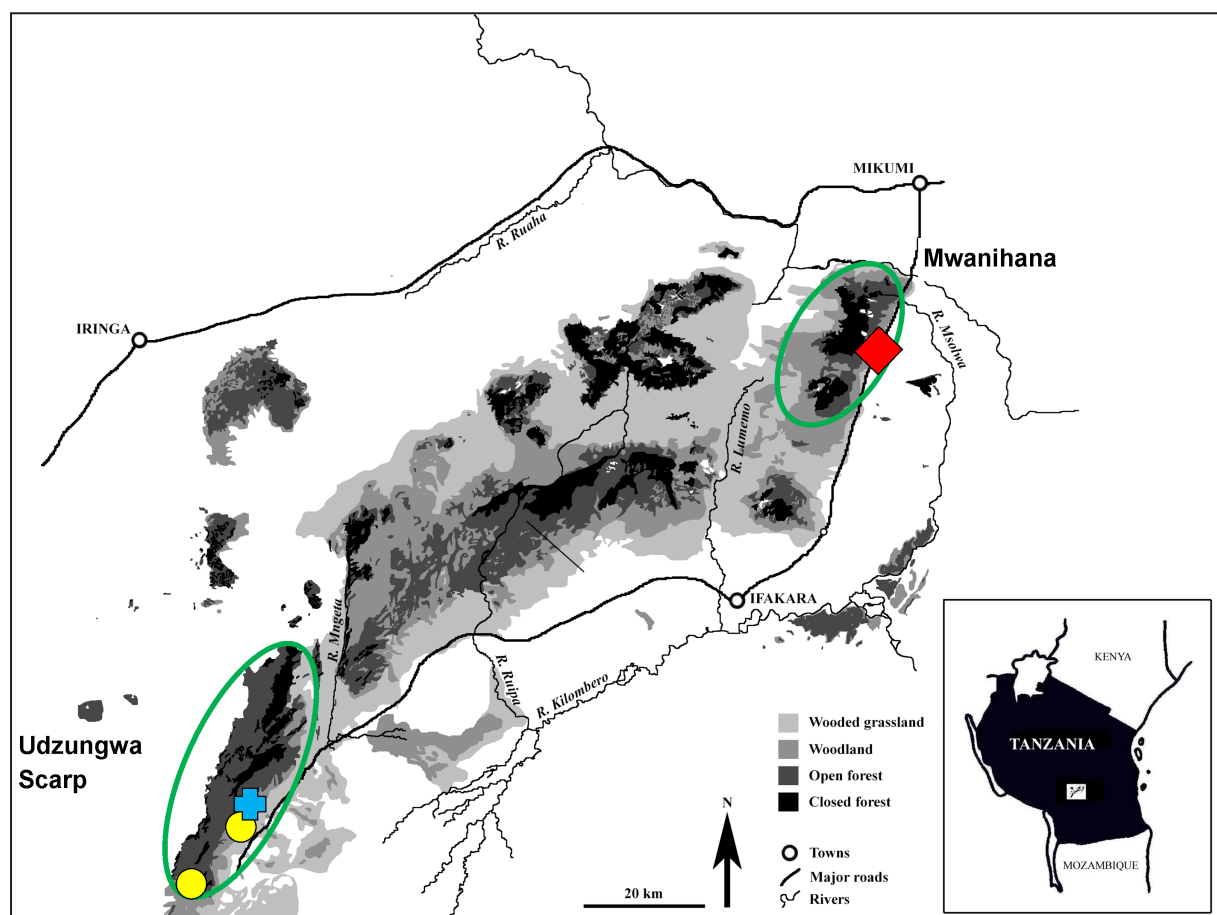 MIKUMI
Mwanihana
R. Ruaha
IRINGA
R. Msolwa
R. Lumemo
IFAKARA
R. Mngeta
R. Ruipa
R. Kilombero
Udzungwa
Scarp
Wooded grassland
Woodland
Open forest
Closed forest
N
Towns
Major roads
Rivers
20 km
KENYA
TANZANIA
MOZAMBIQUE